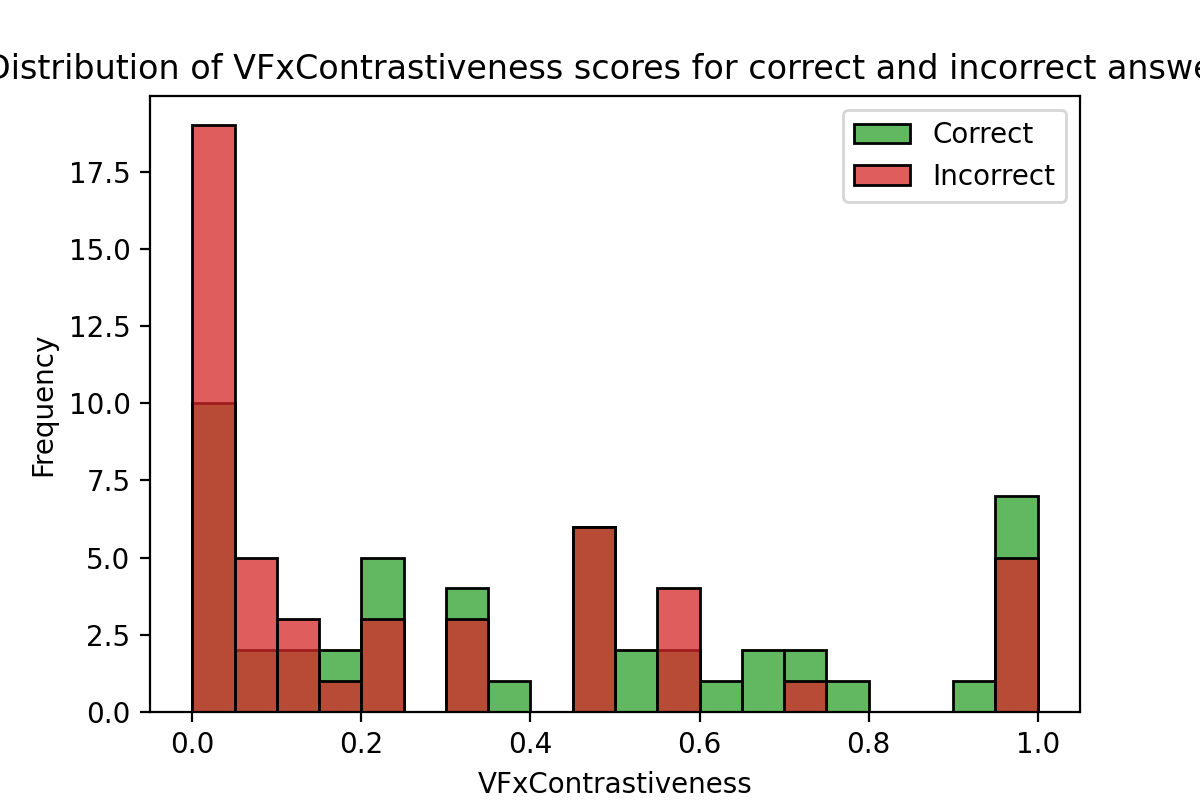 Distribution of VFxContrastiveness scores for correct and incorrect answe
Correct
Incorrect
Frequency
17.5
15.0
12.5
10.0
7.5
5.0
2.5
0.0
0.0 0.2 0.4 0.6 0.8 1.0
VFxContrastiveness